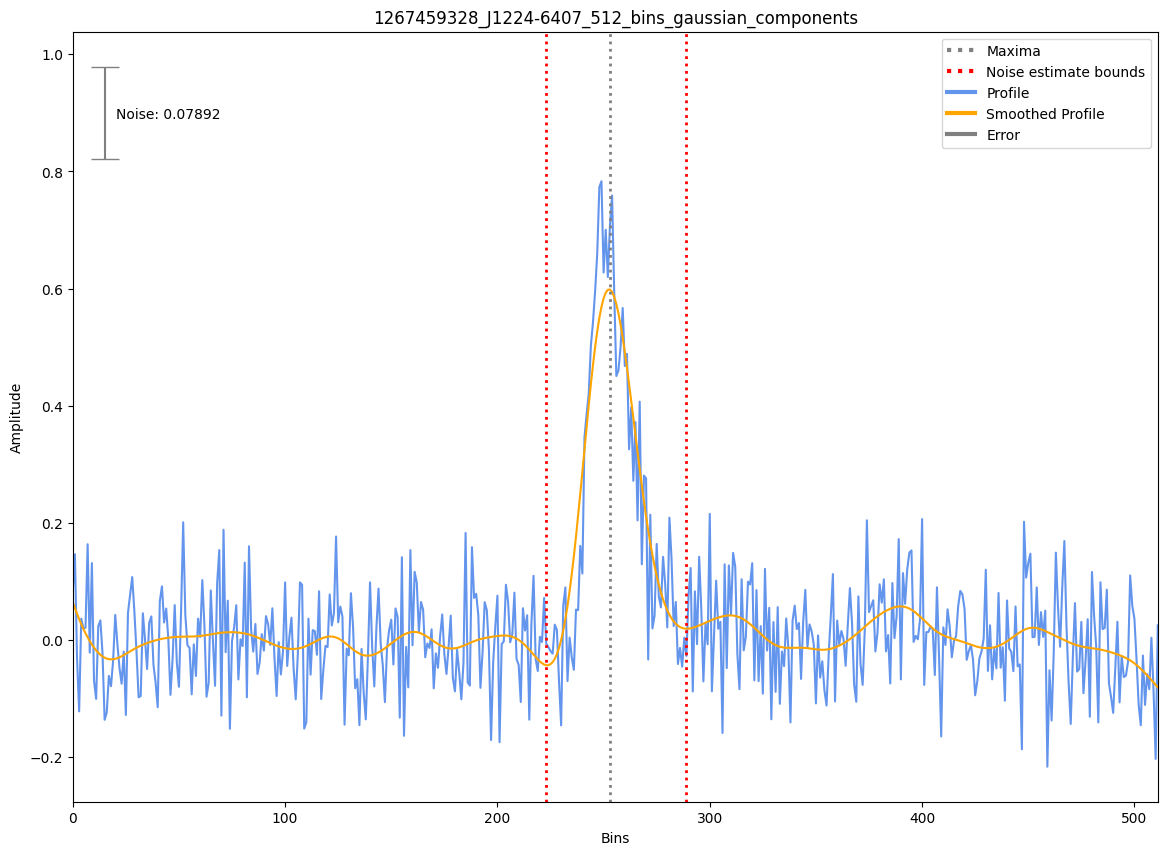 1267459328_J1224-6407_512_bins_gaussian_components
Maxima
Noise estimate bounds
Profile
Smoothed Profile
Error
Noise: 0.07892
1.0
0.8
0.6
0.4
0.2
0.0
−0.2
Amplitude
0
100
200
300
400
500
Bins